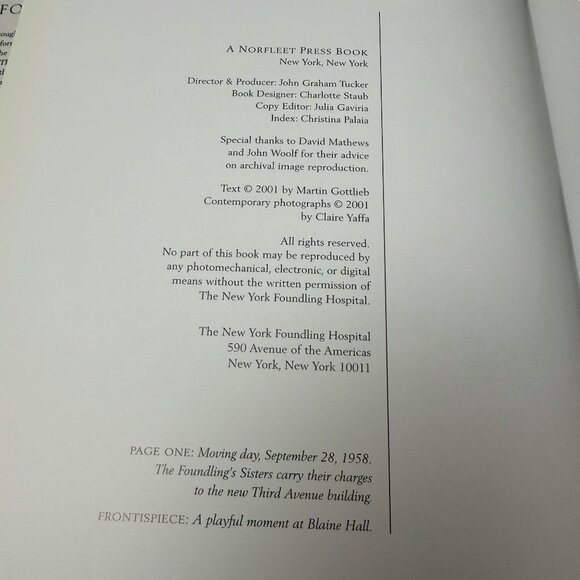 A NORFLEET PRESS BOOK
New York, New York
Director & Producer: John Graham Tucker
Book Designer: Charlotte Staub
Copy Editor: Julia Gaviria
Index: Christina Palaia
Special thanks to David Mathews
and John Woolf for their advice
on archival image reproduction.
Text © 2001 by Martin Gottlieb
Contemporary photographs © 2001
by Claire Yaffa
All rights reserved.
No part of this book may be reproduced by
any photomechanical, electronic, or digital
means without the written permission of
The New York Foundling Hospital.
The New York Foundling Hospital
590 Avenue of the Americas
New York, New York 10011
PAGE ONE: Moving day, September 28, 1958.
The Foundling's Sisters carry their charges
to the new Third Avenue building.
FRONTISPIECE: A playful moment at Blaine Hall.